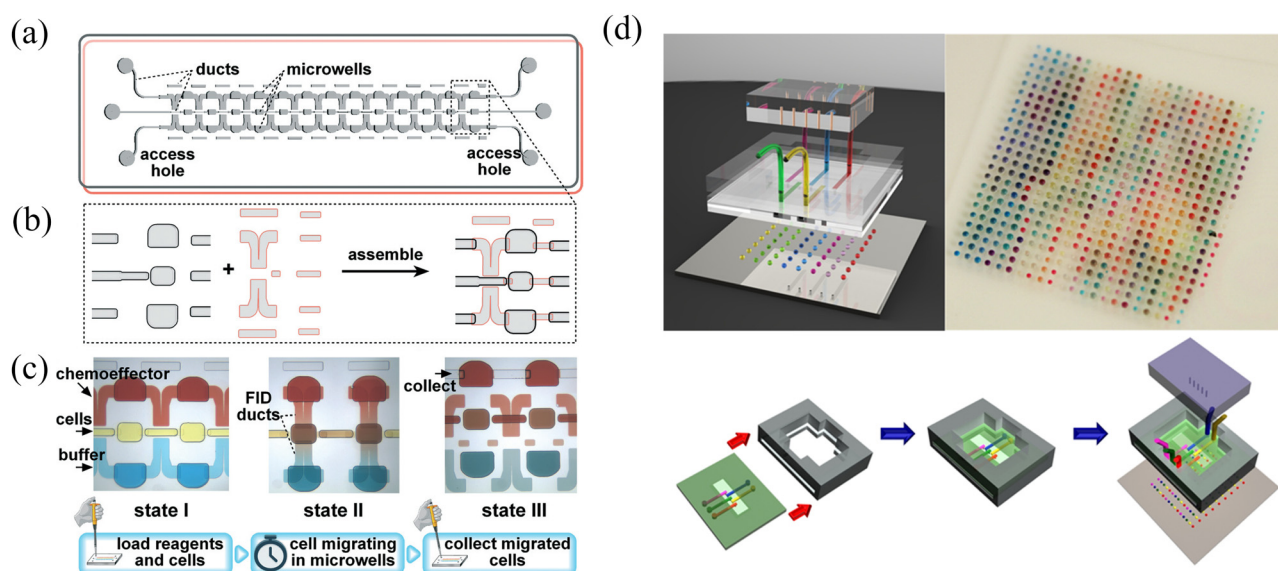 (a)
ducts
microwells
access
hole
access
hole
(b)
+
assemble
(c)
chemoeffector
cells
buffer
FID
ducts
collect
state I
state II
state III
load reagents
and cells
cell migrating
in microwells
collect migrated
cells
(d)